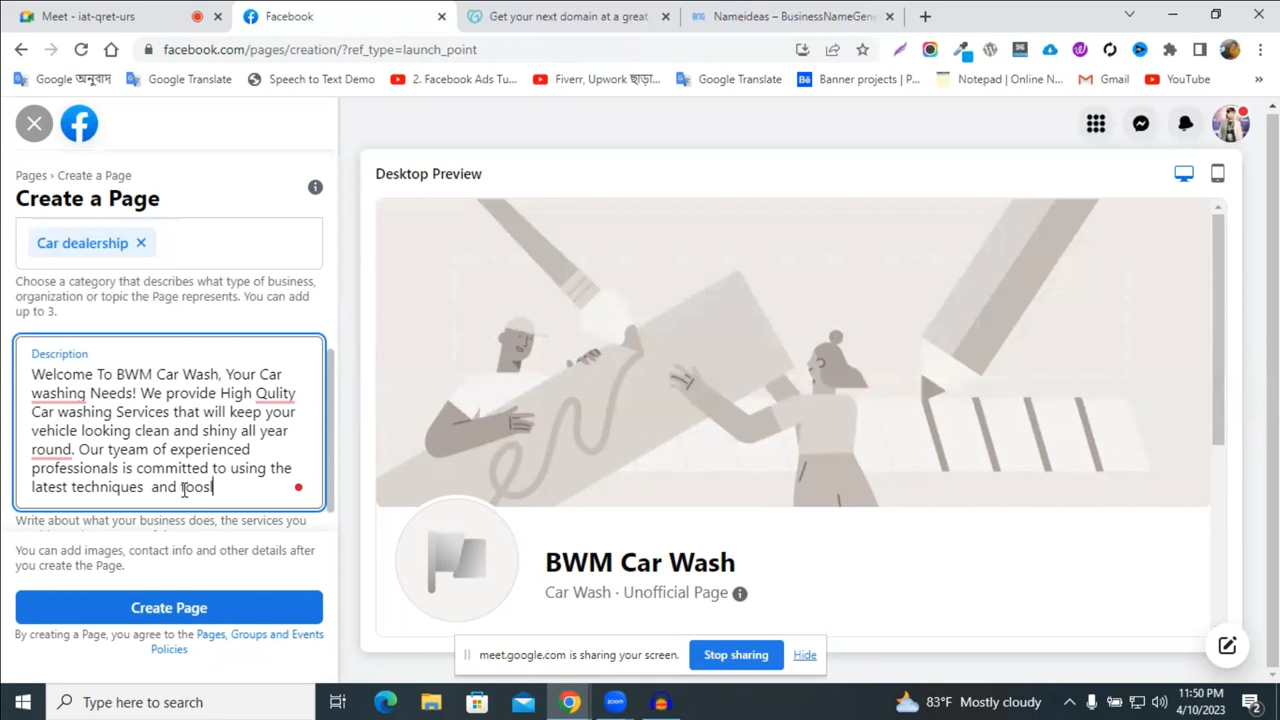 Meet - iat-qret-urs
Facebook
Get your next domain at a great
Nameideas – BusinessNameGene
facebook.com/pages/creation/?ref_type=launch_point
Google অনুবাদ
Google Translate
Speech to Text Demo
2. Facebook Ads Tu...
Fiverr, Upwork ছাড়া...
Google Translate
Banner projects | P...
Notepad | Online N...
Gmail
YouTube
Pages › Create a Page
Create a Page
Car dealership
Choose a category that describes what type of business,
organization or topic the Page represents. You can add
up to 3.
Description
Welcome To BWM Car Wash, Your Car
washing Needs! We provide High Qulity
Car washing Services that will keep your
vehicle looking clean and shiny all year
round. Our tyeam of experienced
professionals is committed to using the
latest techniques  and toosl
Write about what your business does, the services you
You can add images, contact info and other details after
you create the Page.
Create Page
By creating a Page, you agree to the Pages, Groups and Events
Policies
Desktop Preview
BWM Car Wash
Car Wash · Unofficial Page
meet.google.com is sharing your screen.
Stop sharing
Hide
Type here to search
zoom
83°F Mostly cloudy
11:50 PM
4/10/2023
2